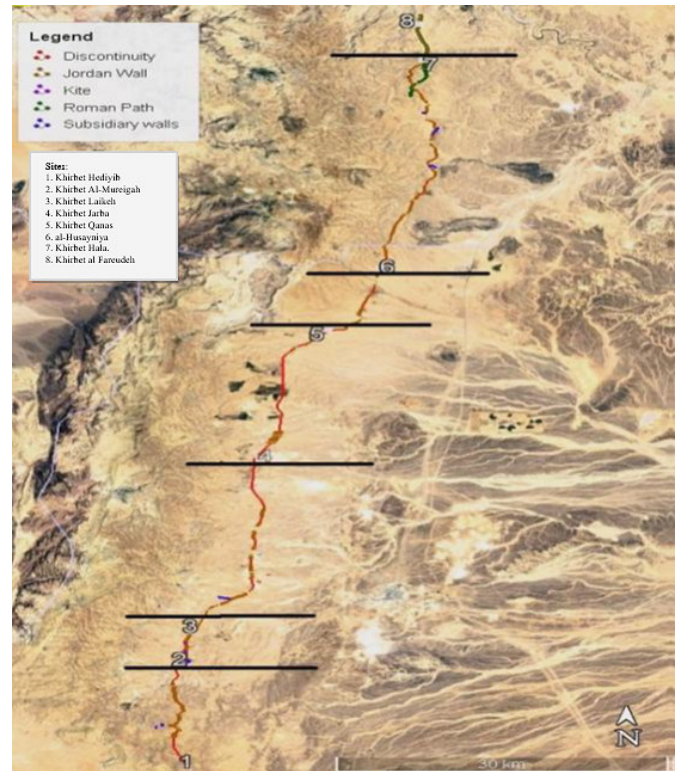 Legend
Discontinuity
Jordan Wall
Kite
Roman Path
Subsidiary walls
Sites:
1. Khirbet Hediyib
2. Khirbet Al-Mureigah
3. Khirbet Laikeh
4. Khirbet Jarba
5. Khirbet Qanas
6. al-Husayniya
7. Khirbet Hala.
8. Khirbet al Fareudeh
8
7
6
5
4
3
2
1
N
30 km